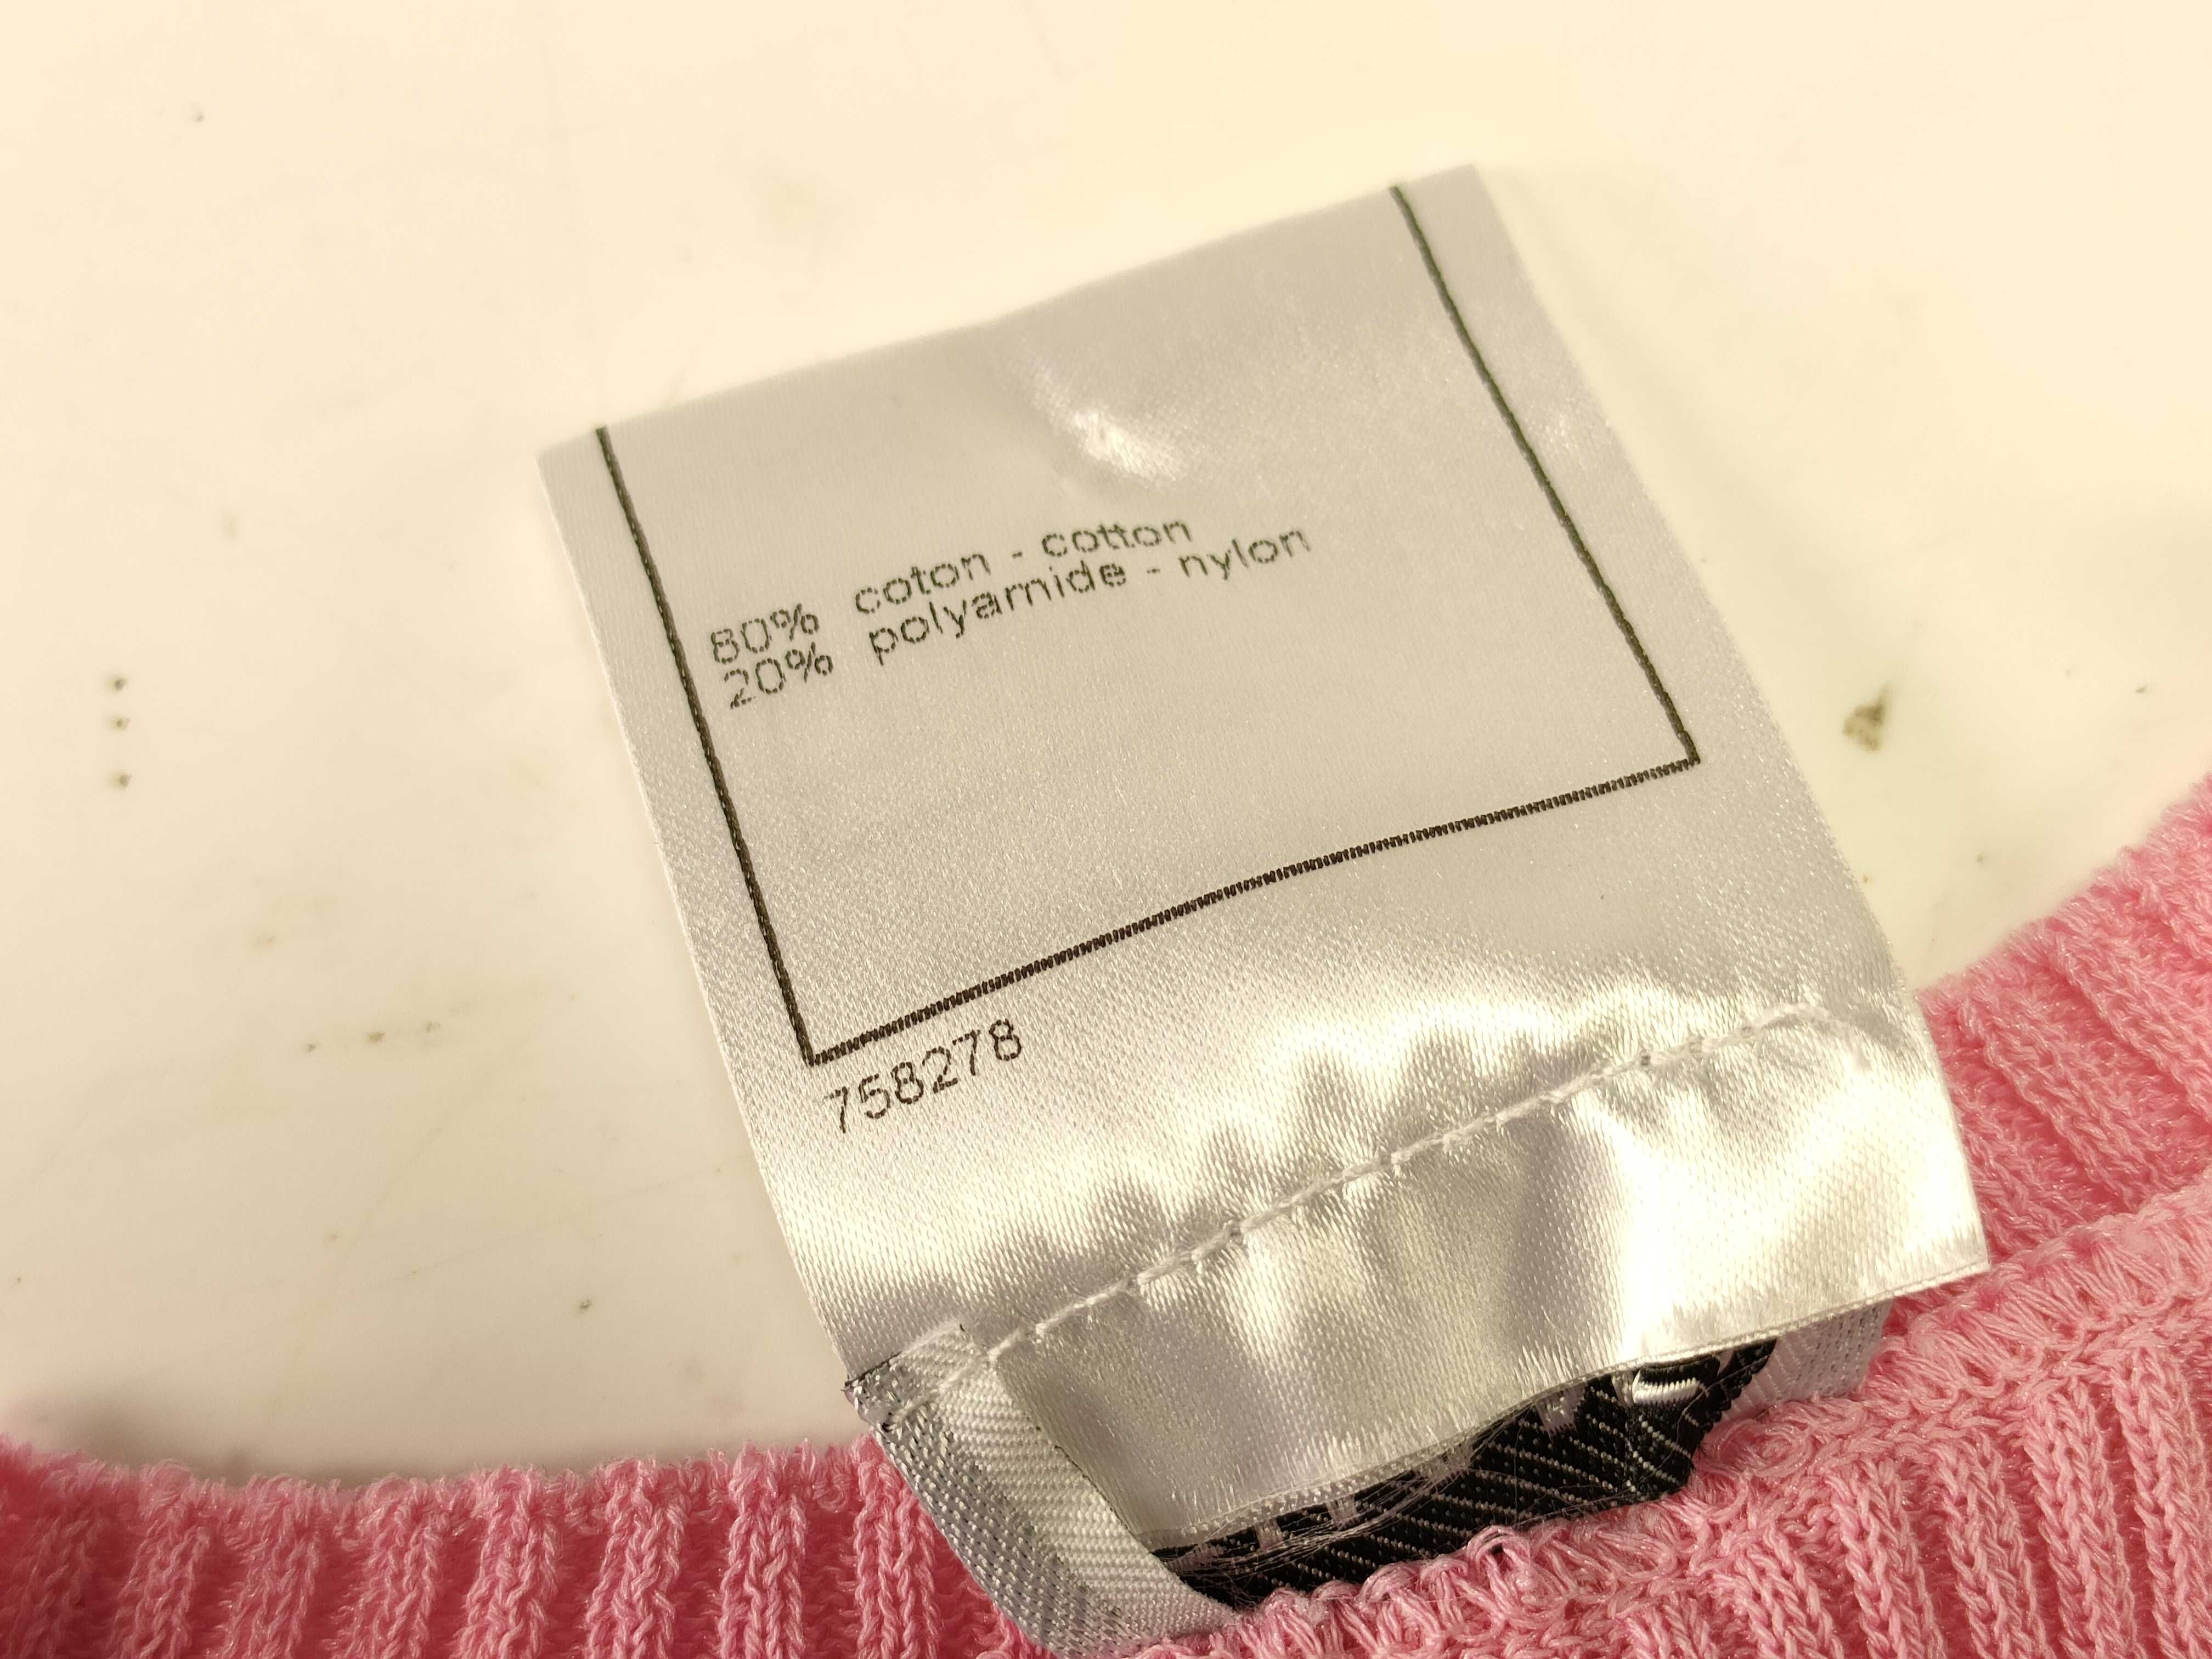 80% coton - cotton
20% polyamide - nylon
758278